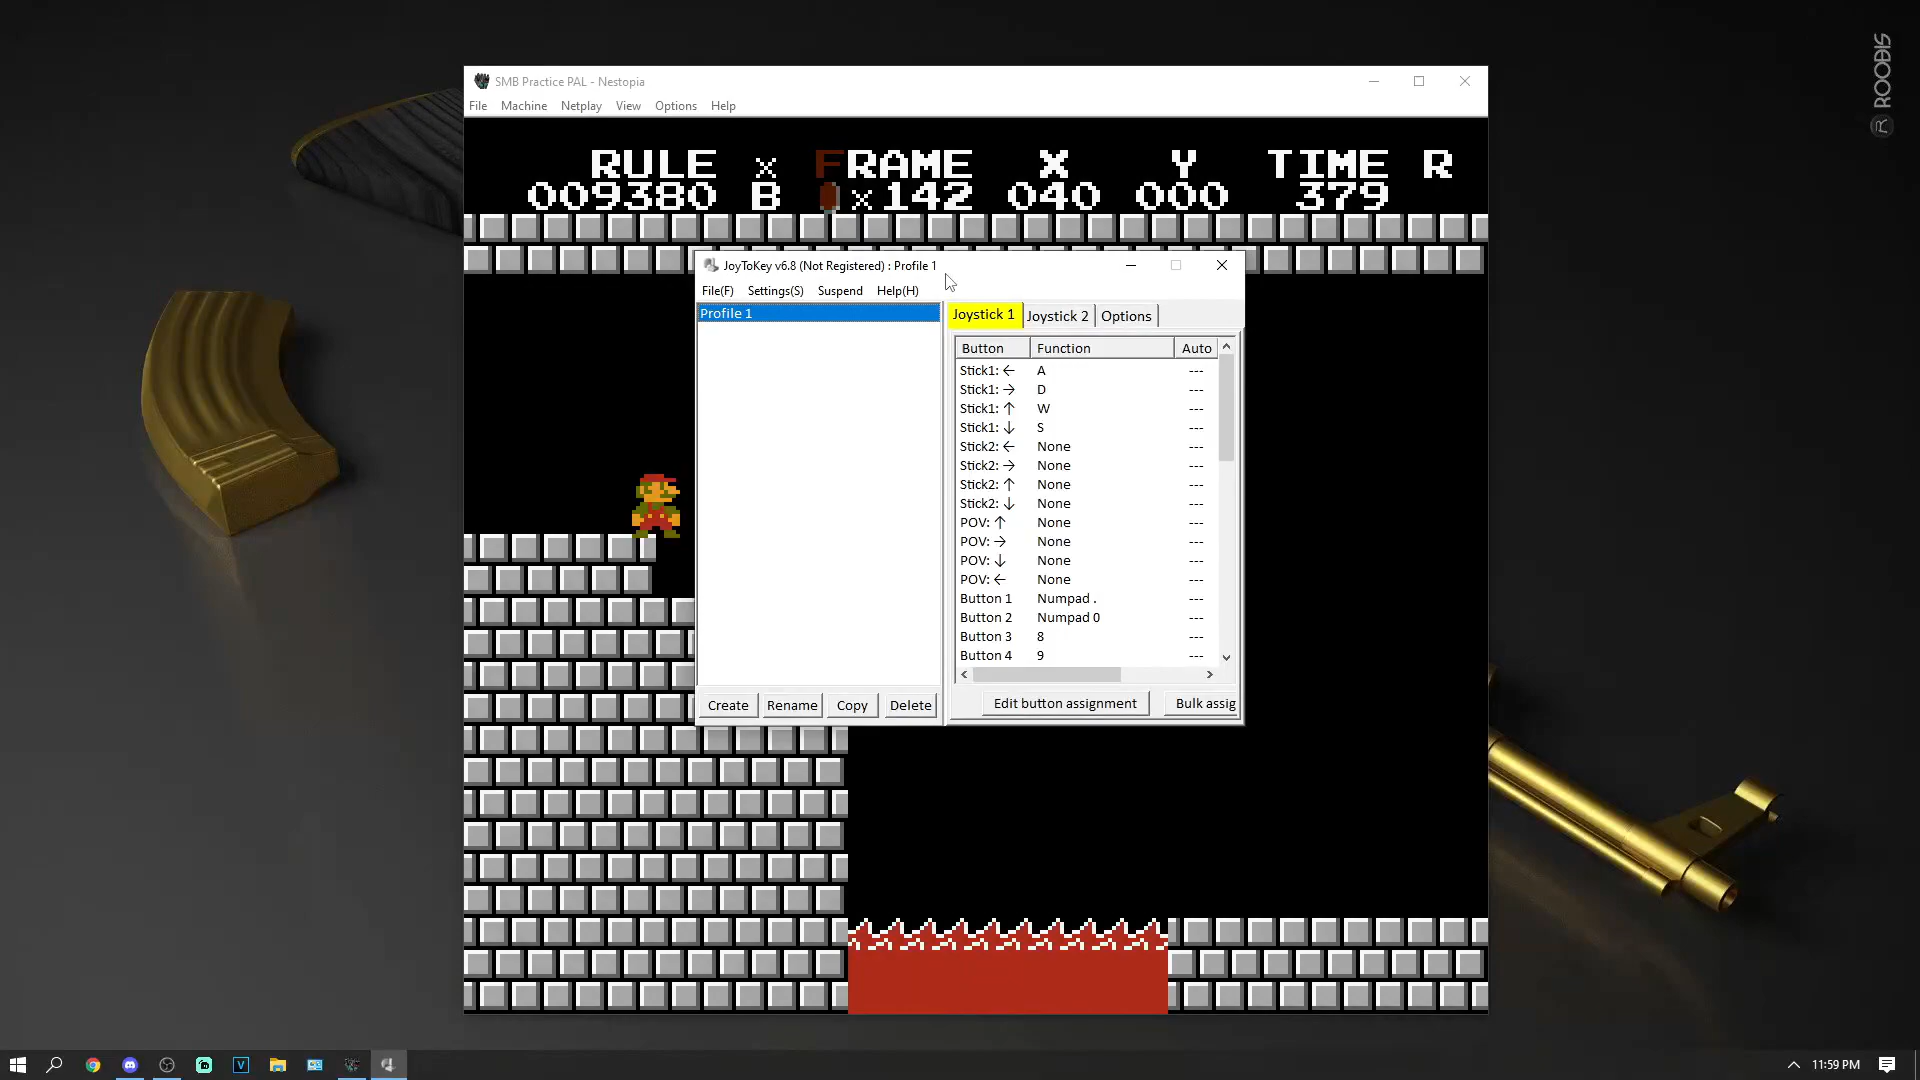 ROOBIS
SMB Practice PAL - Nestopia
File Machine Netplay View Options Help
RULE x FRAME X Y TIME R
009380 B x142 040 000 379
JoyToKey v6.8 (Not Registered) : Profile 1
File(F) Settings(S) Suspend Help(H)
Profile 1
Joystick 1 Joystick 2 Options
Button Function Auto
Stick1: ← A ---
Stick1: → D ---
Stick1: ↑ W ---
Stick1: ↓ S ---
Stick2: ← None ---
Stick2: → None ---
Stick2: ↑ None ---
Stick2: ↓ None ---
POV: ↑ None ---
POV: → None ---
POV: ↓ None ---
POV: ← None ---
Button 1 Numpad . ---
Button 2 Numpad 0 ---
Button 3 8 ---
Button 4 9 ---
Create Rename Copy Delete
Edit button assignment Bulk assig
11:59 PM